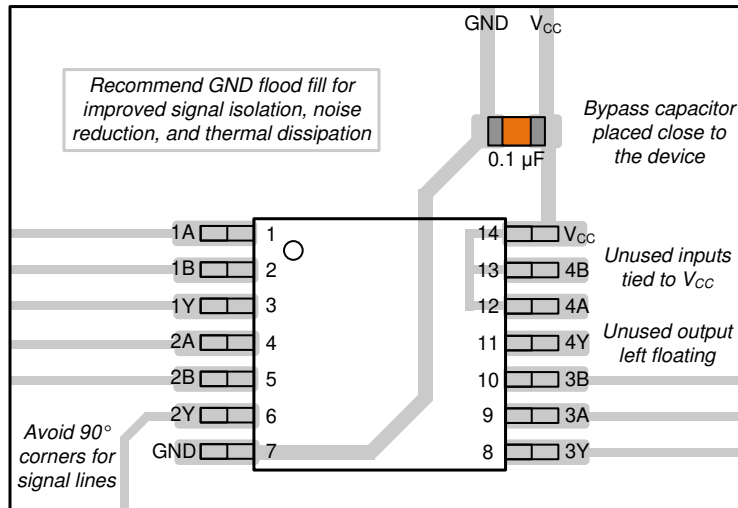 GND VCC
Recommend GND flood fill for
improved signal isolation, noise
reduction, and thermal dissipation
Bypass capacitor
placed close to
the device
0.1 µF
1A 1 14 VCC
1B 2 13 4B
Unused inputs
tied to VCC
1Y 3 12 4A
2A 4 11 4Y
Unused output
left floating
2B 5 10 3B
2Y 6 9 3A
GND 7 8 3Y
Avoid 90°
corners for
signal lines